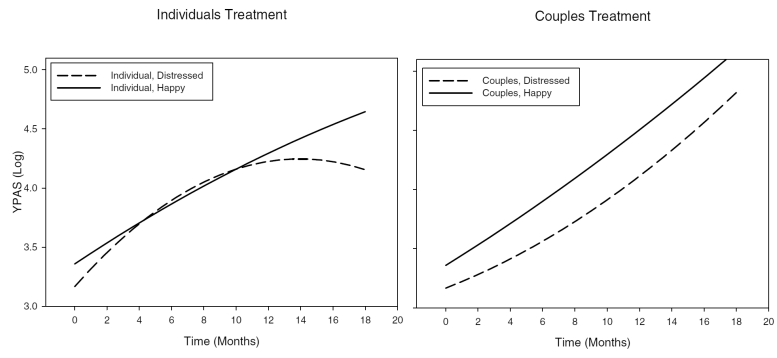 Individuals Treatment
Couples Treatment
5.0
4.5
4.0
3.5
3.0
YPAS (Log)
Individual, Distressed
Individual, Happy
0 2 4 6 8 10 12 14 16 18 20
Time (Months)
Couples, Distressed
Couples, Happy
0 2 4 6 8 10 12 14 16 18 20
Time (Months)